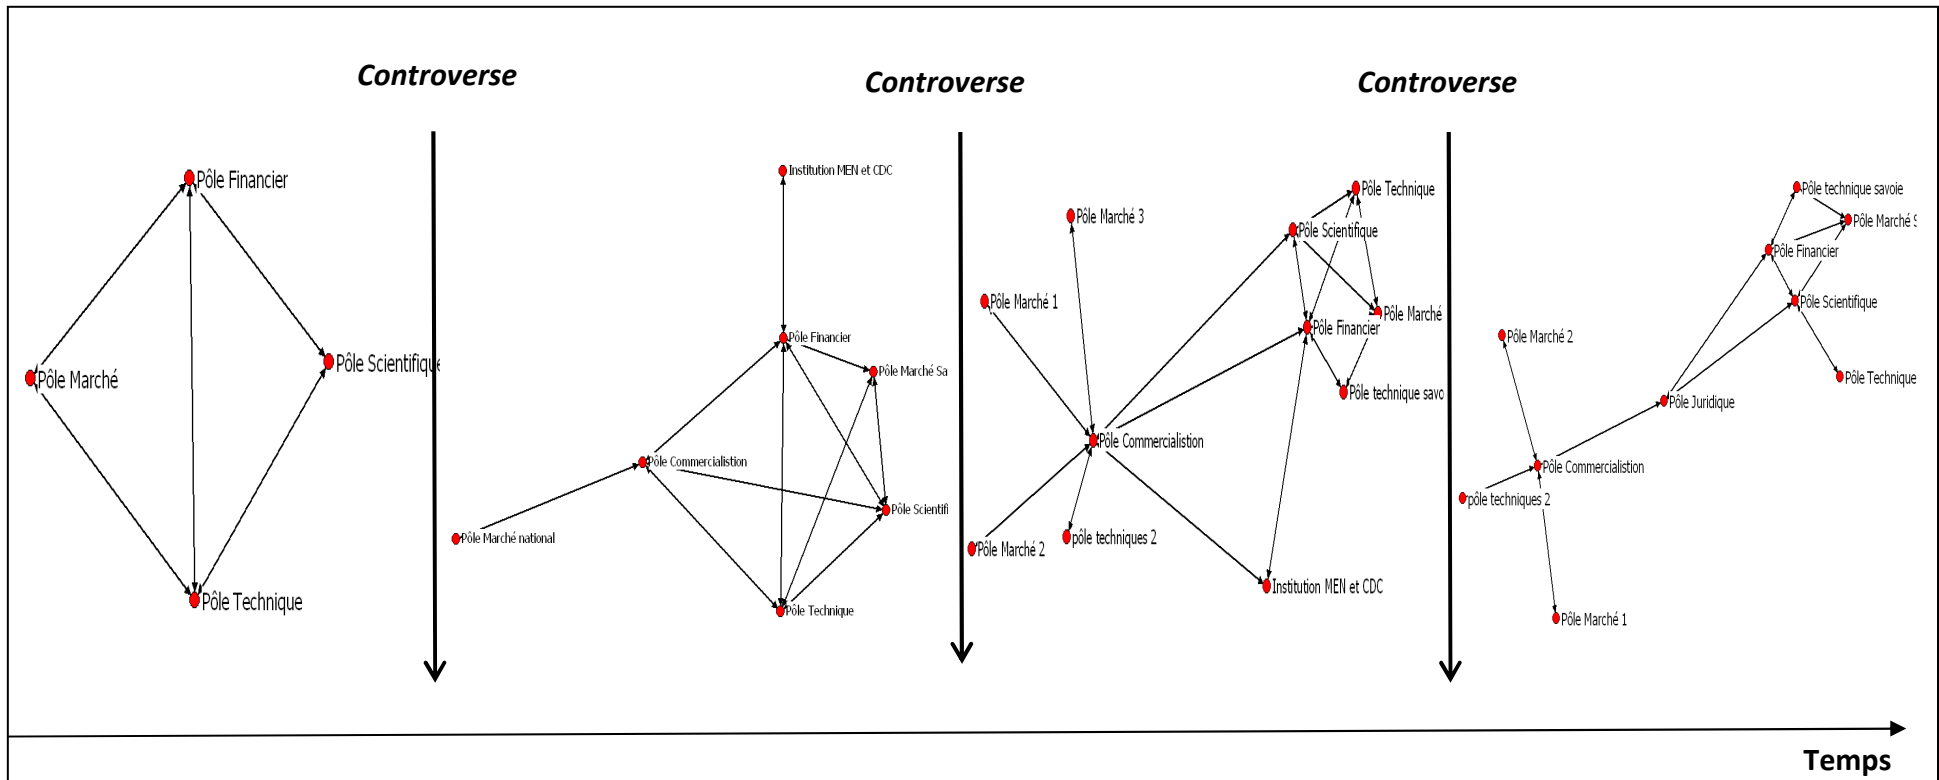 Controverse
Controverse
Controverse
Pôle Financier
Pôle Marché
Pôle Scientifique
Pôle Technique
Institution MEN et CDC
Pôle Financier
Pôle Marché Sa
Pôle Commercialistion
Pôle Scientifi
Pôle Marché national
Pôle Technique
Pôle Technique
Pôle Marché 3
Pôle Scientifique
Pôle Marché 1
Pôle Marché
Pôle Financier
Pôle technique savo
Pôle Commercialistion
pôle techniques 2
Pôle Marché 2
Institution MEN et CDC
Pôle technique savoie
Pôle Marché S
Pôle Financier
Pôle Scientifique
Pôle Marché 2
Pôle Technique
Pôle Juridique
Pôle Commercialistion
pôle techniques 2
Pôle Marché 1
Temps